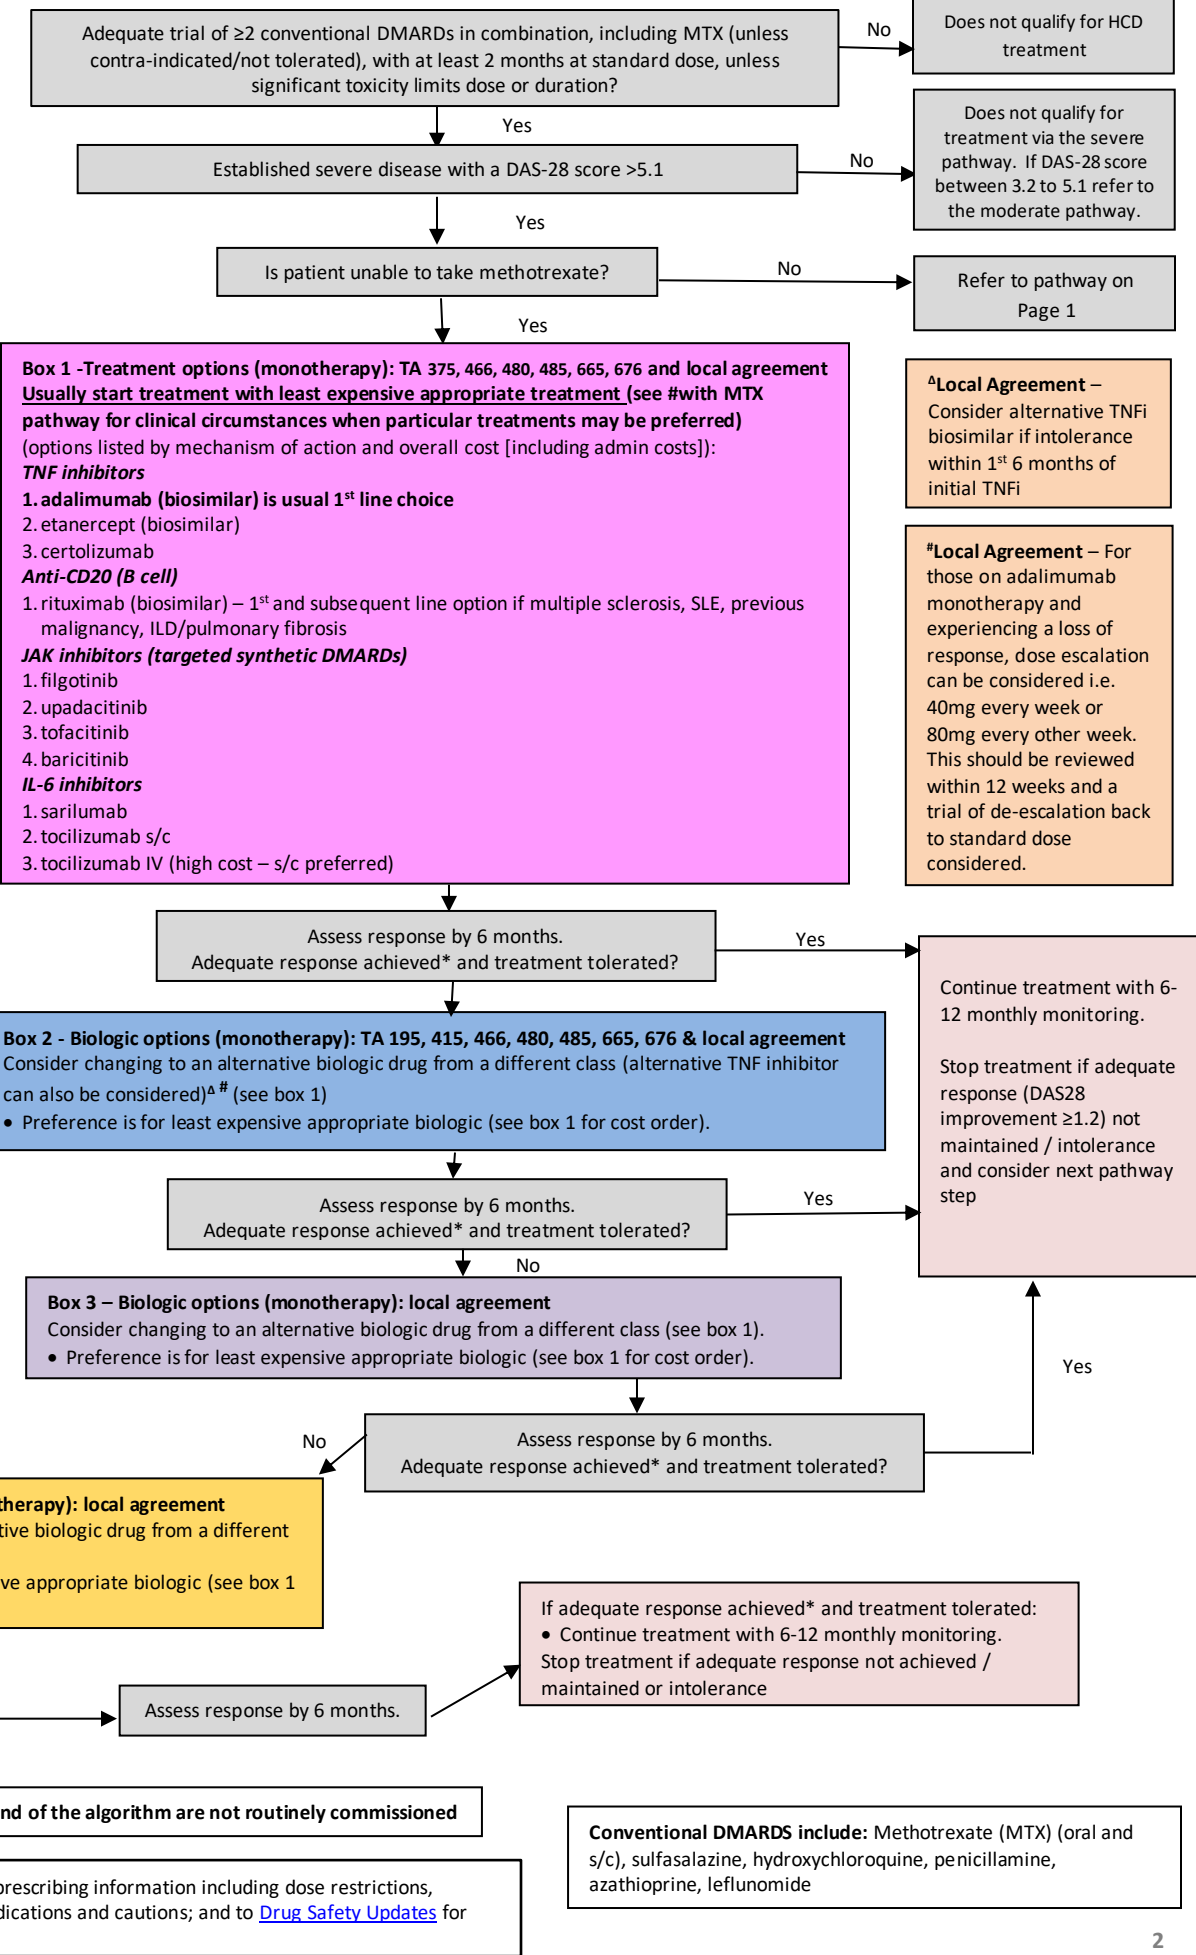 Adequate trial of ≥2 conventional DMARDs in combination, including MTX (unless
contra-indicated/not tolerated), with at least 2 months at standard dose, unless
significant toxicity limits dose or duration?
No
Does not qualify for HCD
treatment
Yes
Established severe disease with a DAS-28 score >5.1
No
Does not qualify for
treatment via the severe
pathway. If DAS-28 score
between 3.2 to 5.1 refer to
the moderate pathway.
Yes
Is patient unable to take methotrexate?
No
Refer to pathway on
Page 1
Yes
Box 1 -Treatment options (monotherapy): TA 375, 466, 480, 485, 665, 676 and local agreement
Usually start treatment with least expensive appropriate treatment (see #with MTX
pathway for clinical circumstances when particular treatments may be preferred)
(options listed by mechanism of action and overall cost [including admin costs]):
TNF inhibitors
1. adalimumab (biosimilar) is usual 1st line choice
2. etanercept (biosimilar)
3. certolizumab
Anti-CD20 (B cell)
1. rituximab (biosimilar) – 1st and subsequent line option if multiple sclerosis, SLE, previous
malignancy, ILD/pulmonary fibrosis
JAK inhibitors (targeted synthetic DMARDs)
1. filgotinib
2. upadacitinib
3. tofacitinib
4. baricitinib
IL-6 inhibitors
1. sarilumab
2. tocilizumab s/c
3. tocilizumab IV (high cost – s/c preferred)
ΔLocal Agreement –
Consider alternative TNFi
biosimilar if intolerance
within 1st 6 months of
initial TNFi
#Local Agreement – For
those on adalimumab
monotherapy and
experiencing a loss of
response, dose escalation
can be considered i.e.
40mg every week or
80mg every other week.
This should be reviewed
within 12 weeks and a
trial of de-escalation back
to standard dose
considered.
Assess response by 6 months.
Adequate response achieved* and treatment tolerated?
Yes
Continue treatment with 6-
12 monthly monitoring.
Stop treatment if adequate
response (DAS28
improvement ≥1.2) not
maintained / intolerance
and consider next pathway
step
Box 2 - Biologic options (monotherapy): TA 195, 415, 466, 480, 485, 665, 676 & local agreement
Consider changing to an alternative biologic drug from a different class (alternative TNF inhibitor
can also be considered)Δ # (see box 1)
• Preference is for least expensive appropriate biologic (see box 1 for cost order).
Assess response by 6 months.
Adequate response achieved* and treatment tolerated?
Yes
No
Box 3 – Biologic options (monotherapy): local agreement
Consider changing to an alternative biologic drug from a different class (see box 1).
• Preference is for least expensive appropriate biologic (see box 1 for cost order).
Yes
Assess response by 6 months.
Adequate response achieved* and treatment tolerated?
No
therapy): local agreement
tive biologic drug from a different
ve appropriate biologic (see box 1
If adequate response achieved* and treatment tolerated:
• Continue treatment with 6-12 monthly monitoring.
Stop treatment if adequate response not achieved /
maintained or intolerance
Assess response by 6 months.
nd of the algorithm are not routinely commissioned
Conventional DMARDS include: Methotrexate (MTX) (oral and
s/c), sulfasalazine, hydroxychloroquine, penicillamine,
azathioprine, leflunomide
prescribing information including dose restrictions,
dications and cautions; and to Drug Safety Updates for
2